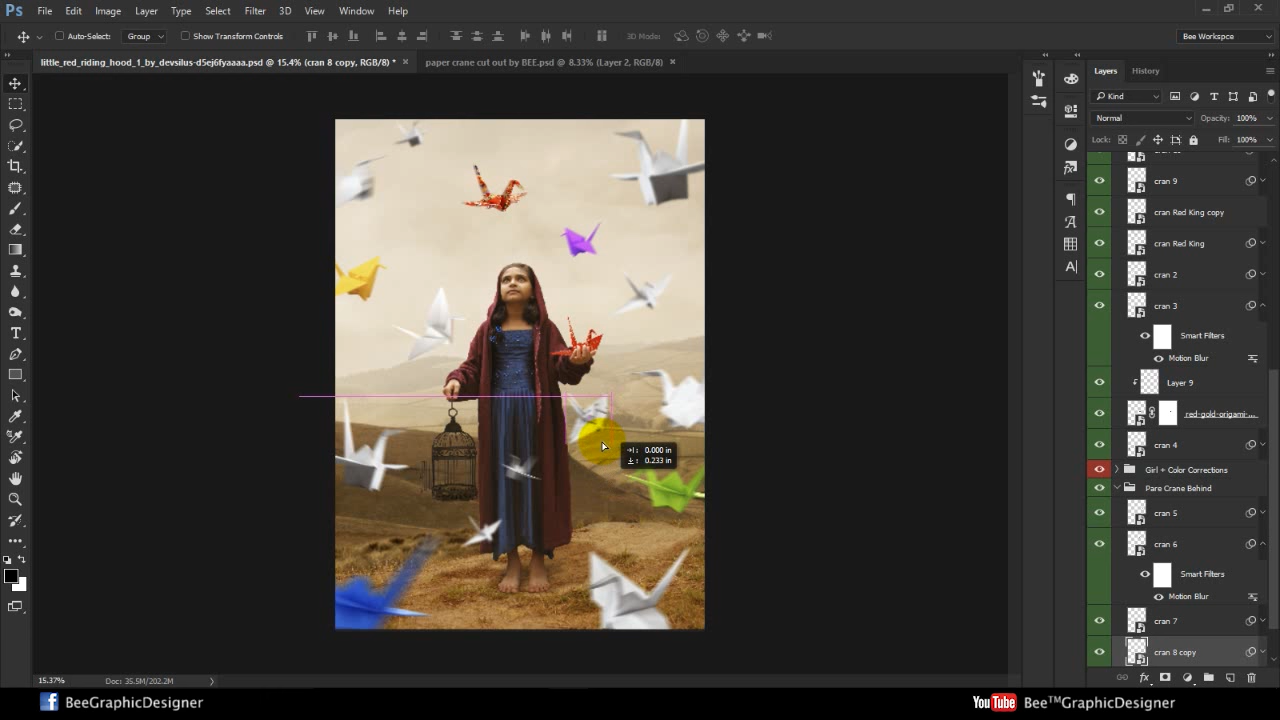 Ps File Edit Image Layer Type Select Filter 3D View Window Help
Auto-Select: Group Show Transform Controls 3D Mode: Bee Workspce
little_red_riding_hood_1_by_devsilus-d5ej6fyaaaa.psd @ 15.4% (cran 8 copy, RGB/8) * × paper crane cut out by BEE.psd @ 8.33% (Layer 2, RGB/8) ×
Layers History
Kind
Normal Opacity: 100%
Lock: Fill: 100%
cran 9
cran Red King copy
cran Red King
cran 2
cran 3
Smart Filters
Motion Blur
Layer 9
red-gold-origami-...
cran 4
Girl + Color Corrections
Pare Crane Behind
cran 5
cran 6
Smart Filters
Motion Blur
cran 7
cran 8 copy
0.000 in
0.233 in
15.37% Doc: 35.5M/202.2M
BeeGraphicDesigner
YouTube Bee™GraphicDesigner